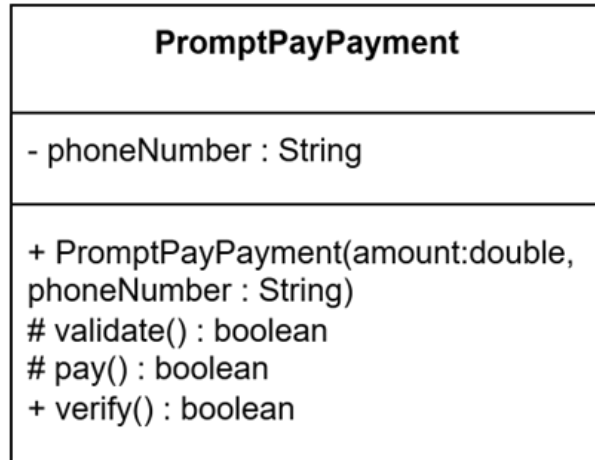 PromptPayPayment
- phoneNumber : String
+ PromptPayPayment(amount:double,
phoneNumber : String)
# validate() : boolean
# pay() : boolean
+ verify() : boolean